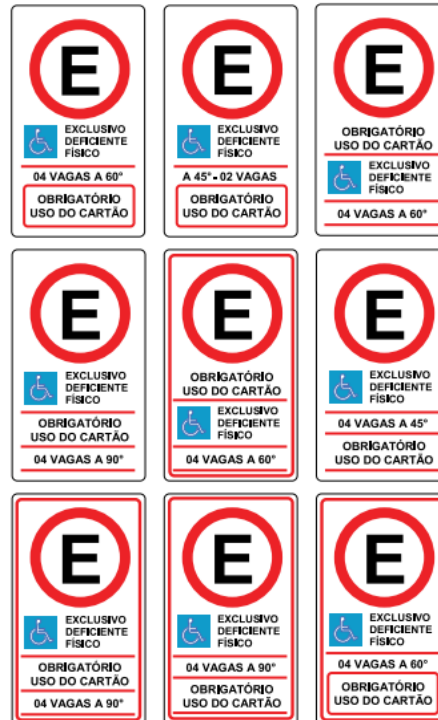 E
EXCLUSIVO
DEFICIENTE
FÍSICO
04 VAGAS A 60°
OBRIGATÓRIO
USO DO CARTÃO
E
EXCLUSIVO
DEFICIENTE
FÍSICO
A 45° - 02 VAGAS
OBRIGATÓRIO
USO DO CARTÃO
E
OBRIGATÓRIO
USO DO CARTÃO
EXCLUSIVO
DEFICIENTE
FÍSICO
04 VAGAS A 60°
E
EXCLUSIVO
DEFICIENTE
FÍSICO
OBRIGATÓRIO
USO DO CARTÃO
04 VAGAS A 90°
E
OBRIGATÓRIO
USO DO CARTÃO
EXCLUSIVO
DEFICIENTE
FÍSICO
04 VAGAS A 60°
E
EXCLUSIVO
DEFICIENTE
FÍSICO
04 VAGAS A 45°
OBRIGATÓRIO
USO DO CARTÃO
E
EXCLUSIVO
DEFICIENTE
FÍSICO
OBRIGATÓRIO
USO DO CARTÃO
04 VAGAS A 90°
E
EXCLUSIVO
DEFICIENTE
FÍSICO
04 VAGAS A 90°
OBRIGATÓRIO
USO DO CARTÃO
E
EXCLUSIVO
DEFICIENTE
FÍSICO
04 VAGAS A 60°
OBRIGATÓRIO
USO DO CARTÃO